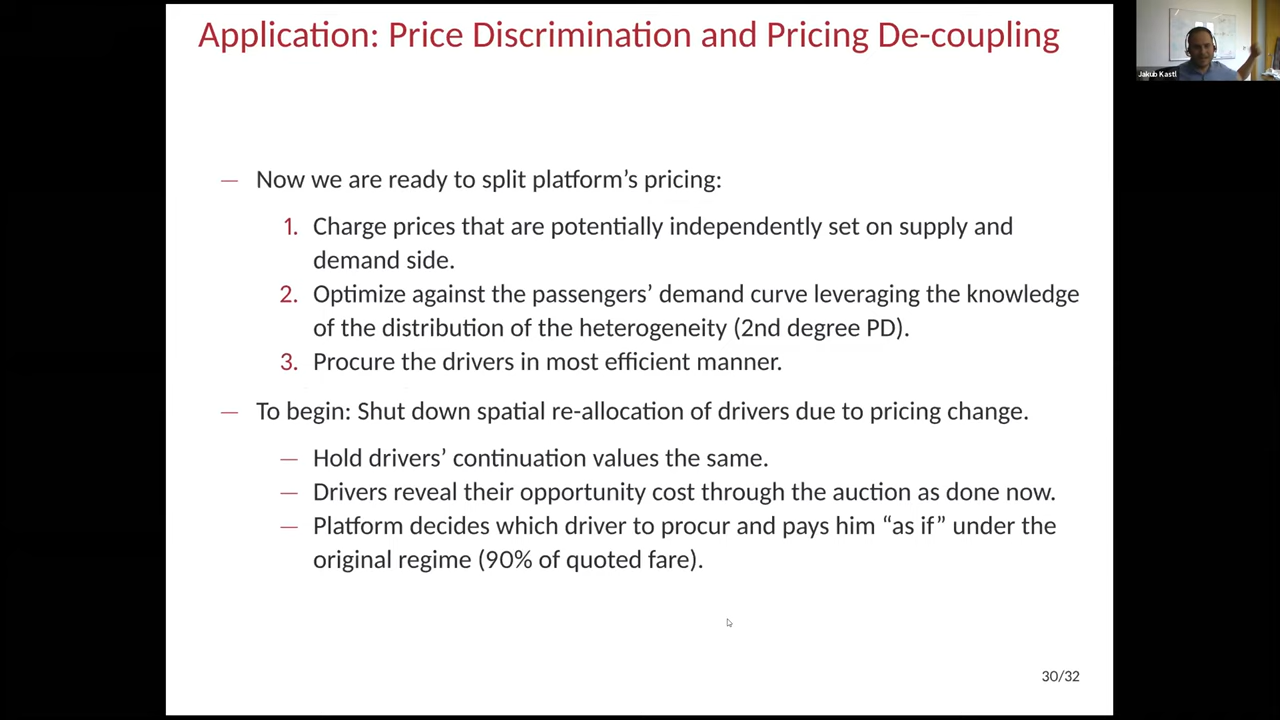 Application: Price Discrimination and Pricing De-coupling
Jakub Kastl
— Now we are ready to split platform’s pricing:
1. Charge prices that are potentially independently set on supply and
demand side.
2. Optimize against the passengers’ demand curve leveraging the knowledge
of the distribution of the heterogeneity (2nd degree PD).
3. Procure the drivers in most efficient manner.
— To begin: Shut down spatial re-allocation of drivers due to pricing change.
— Hold drivers’ continuation values the same.
— Drivers reveal their opportunity cost through the auction as done now.
— Platform decides which driver to procur and pays him “as if” under the
original regime (90% of quoted fare).
30/32